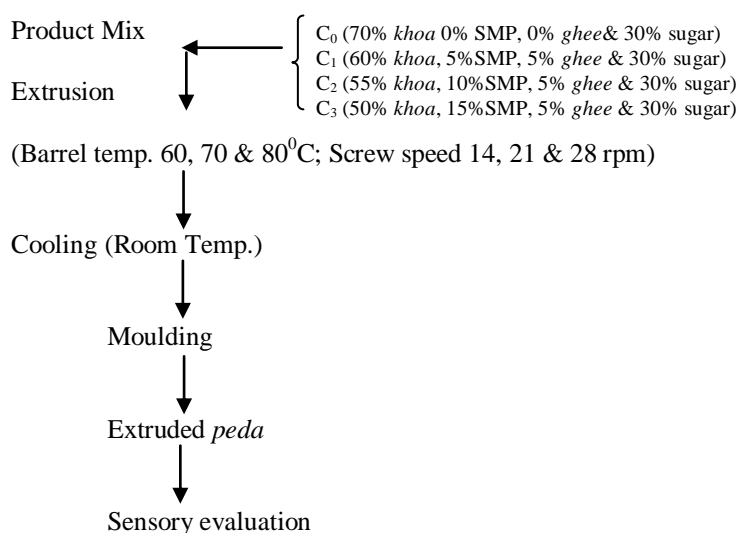 Product Mix
C₀ (70% khoa 0% SMP, 0% ghee& 30% sugar)
C₁ (60% khoa, 5%SMP, 5% ghee & 30% sugar)
C₂ (55% khoa, 10%SMP, 5% ghee & 30% sugar)
C₃ (50% khoa, 15%SMP, 5% ghee & 30% sugar)
Extrusion
(Barrel temp. 60, 70 & 80⁰C; Screw speed 14, 21 & 28 rpm)
Cooling (Room Temp.)
Moulding
Extruded peda
Sensory evaluation